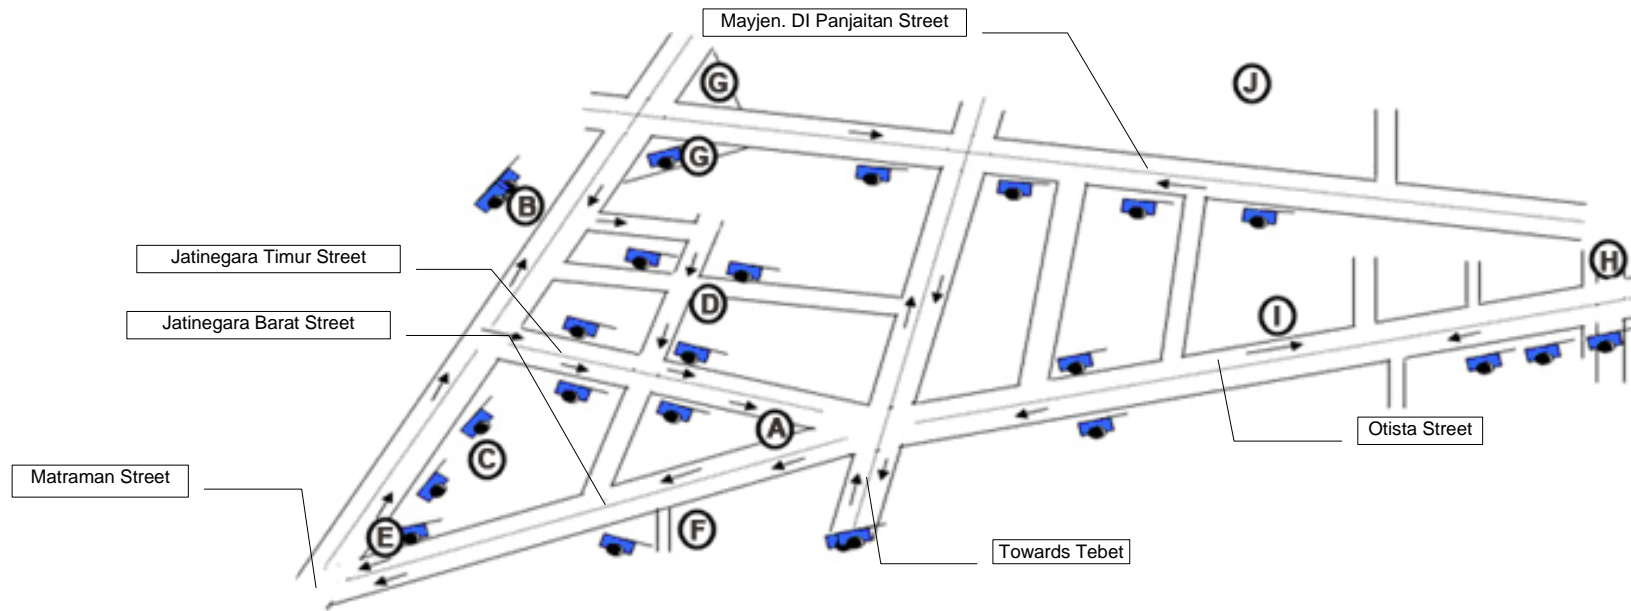 Mayjen. DI Panjaitan Street
G
J
G
B
Jatinegara Timur Street
H
D
I
Jatinegara Barat Street
A
Otista Street
C
Matraman Street
F
E
Towards Tebet